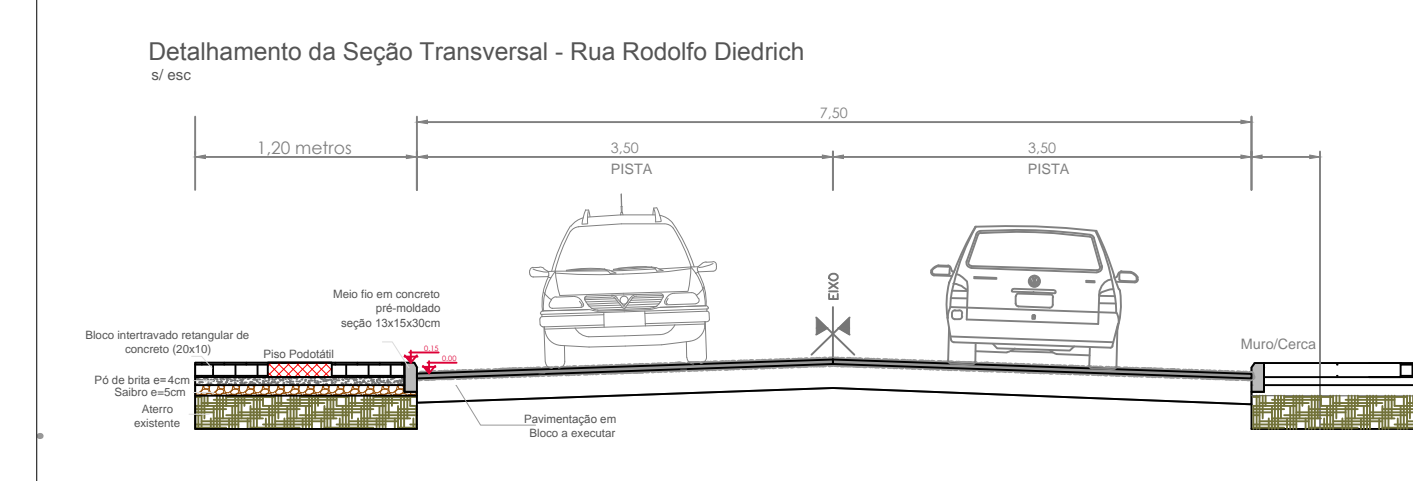 Detalhamento da Seção Transversal - Rua Rodolfo Diedrich
s/ esc
7,50
1,20 metros
3,50
3,50
PISTA
PISTA
EIXO
Meio fio em concreto
pré-moldado
seção 13x15x30cm
Bloco intertravado retangular de
concreto (20x10)
Piso Podotátil
0,15
0,00
Muro/Cerca
Pó de brita e=4cm
Saibro e=5cm
Aterro
existente
Pavimentação em
Bloco a executar